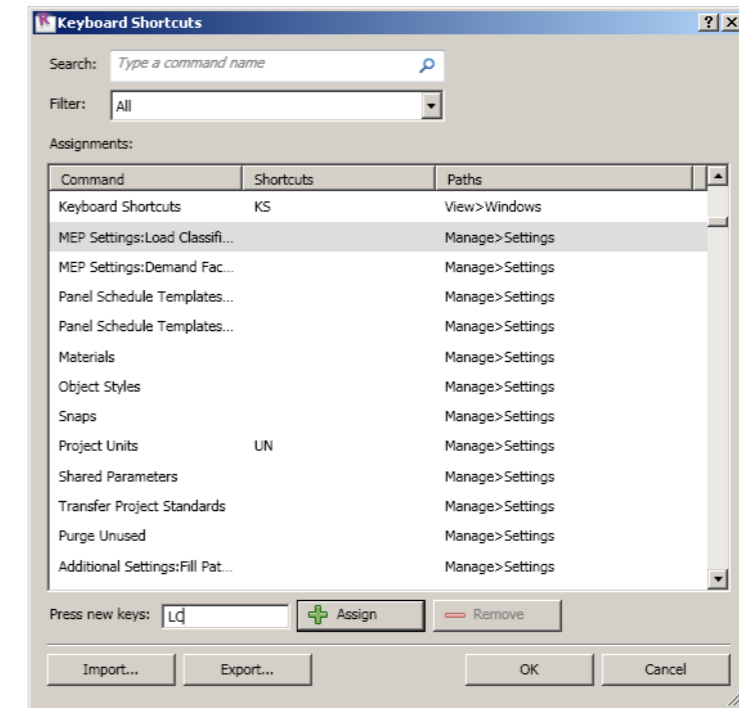 Keyboard Shortcuts
Search: Type a command name
Filter: All
Assignments:
Command Shortcuts Paths
Keyboard Shortcuts KS View>Windows
MEP Settings:Load Classifi... Manage>Settings
MEP Settings:Demand Fac... Manage>Settings
Panel Schedule Templates... Manage>Settings
Panel Schedule Templates... Manage>Settings
Materials Manage>Settings
Object Styles Manage>Settings
Snaps Manage>Settings
Project Units UN Manage>Settings
Shared Parameters Manage>Settings
Transfer Project Standards Manage>Settings
Purge Unused Manage>Settings
Additional Settings:Fill Pat... Manage>Settings
Press new keys: LC Assign Remove
Import... Export... OK Cancel